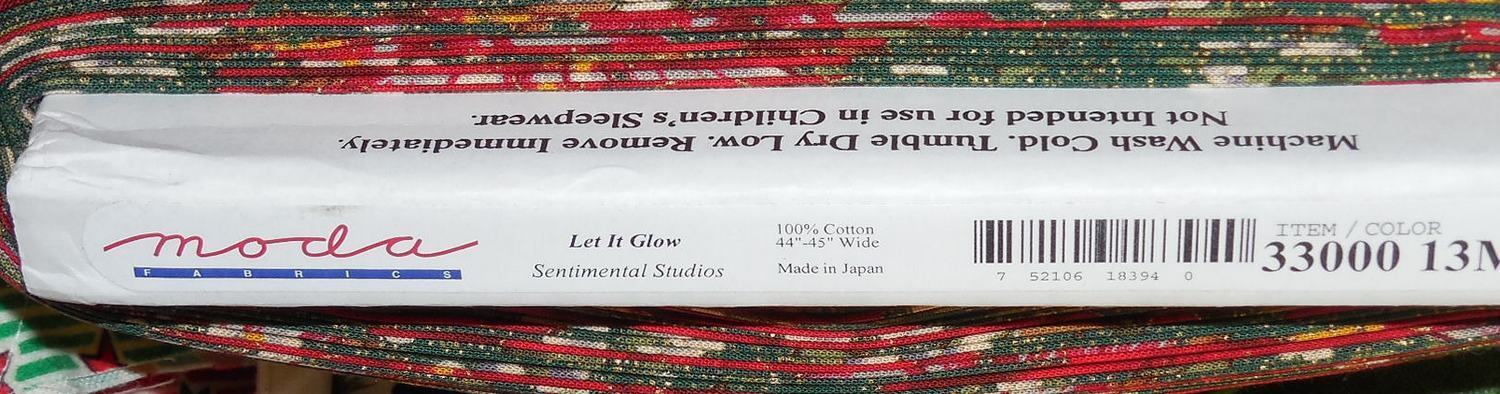 Machine Wash Cold. Tumble Dry Low. Remove Immediately.
Not Intended for use in Children's Sleepwear.
moda
FABRICS
Let It Glow
Sentimental Studios
100% Cotton
44"-45" Wide
Made in Japan
7 52106 18394 0
ITEM / COLOR
33000 13M